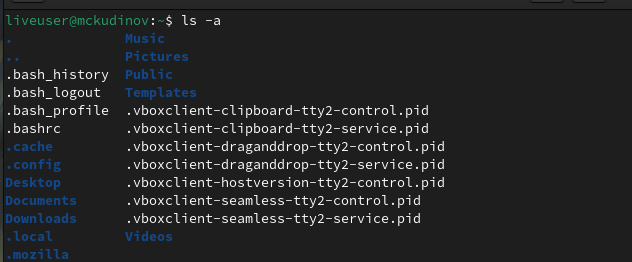 liveuser@mckudinov:~$ ls -a
. Music
.. Pictures
.bash_history Public
.bash_logout Templates
.bash_profile .vboxclient-clipboard-tty2-control.pid
.bashrc .vboxclient-clipboard-tty2-service.pid
.cache .vboxclient-draganddrop-tty2-control.pid
.config .vboxclient-draganddrop-tty2-service.pid
Desktop .vboxclient-hostversion-tty2-control.pid
Documents .vboxclient-seamless-tty2-control.pid
Downloads .vboxclient-seamless-tty2-service.pid
.local Videos
.mozilla